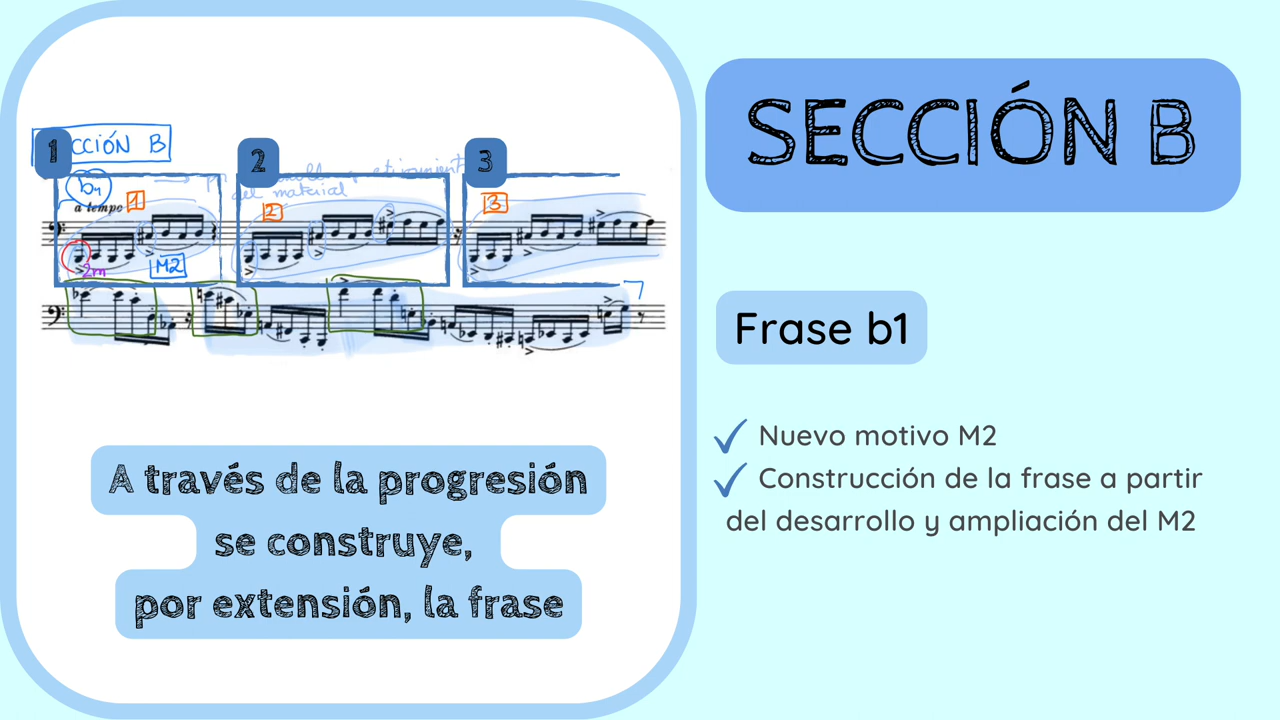 1
CCIÓN B
2
3
b1
a tempo
1
del material
2
3
2m
M2
A través de la progresión
se construye,
por extensión, la frase
SECCIÓN B
Frase b1
Nuevo motivo M2
Construcción de la frase a partir
del desarrollo y ampliación del M2